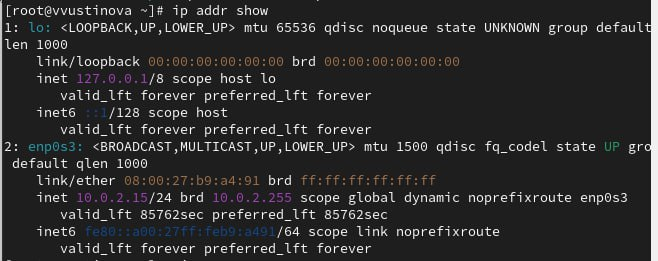 [root@vvustinova ~]# ip addr show
1: lo: <LOOPBACK,UP,LOWER_UP> mtu 65536 qdisc noqueue state UNKNOWN group default
len 1000
    link/loopback 00:00:00:00:00:00 brd 00:00:00:00:00:00
    inet 127.0.0.1/8 scope host lo
       valid_lft forever preferred_lft forever
    inet6 ::1/128 scope host
       valid_lft forever preferred_lft forever
2: enp0s3: <BROADCAST,MULTICAST,UP,LOWER_UP> mtu 1500 qdisc fq_codel state UP gro
 default qlen 1000
    link/ether 08:00:27:b9:a4:91 brd ff:ff:ff:ff:ff:ff
    inet 10.0.2.15/24 brd 10.0.2.255 scope global dynamic noprefixroute enp0s3
       valid_lft 85762sec preferred_lft 85762sec
    inet6 fe80::a00:27ff:feb9:a491/64 scope link noprefixroute
       valid_lft forever preferred_lft forever